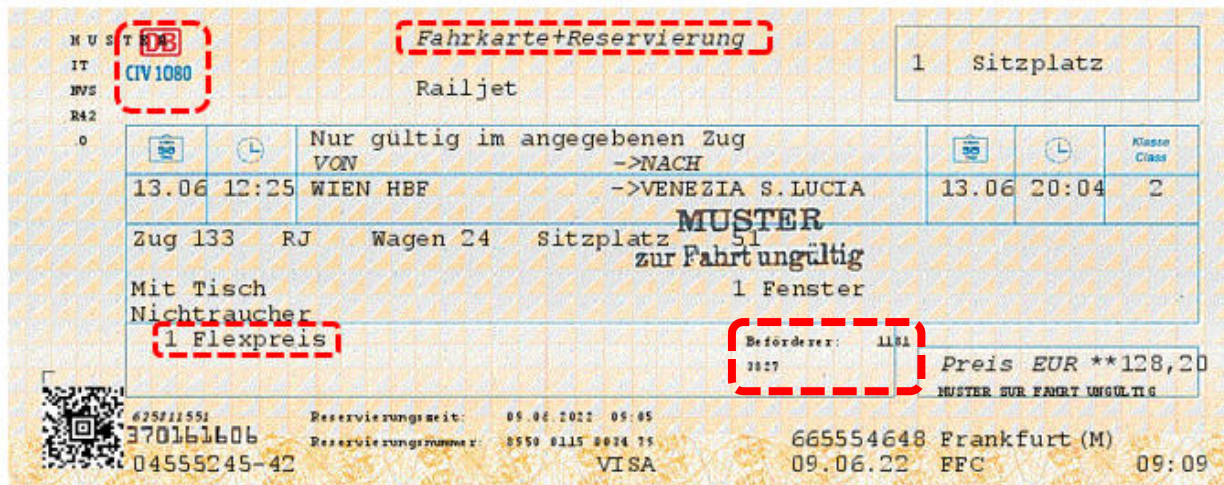 MUSTER
DB
Fahrkarte+Reservierung
1 Sitzplatz
IT
CIV 1080
NVS
Railjet
R42
0
Nur gültig im angegebenen Zug
Klasse
Class
VON ->NACH
13.06 12:25 WIEN HBF ->VENEZIA S.LUCIA 13.06 20:04 2
MUSTER
Zug 133 RJ Wagen 24 Sitzplatz 51
zur Fahrt ungültig
Mit Tisch 1 Fenster
Nichtraucher
1 Flexpreis
Beförderer: 1181
Preis EUR **128,20
MUSTER SUR FAHRT UNGÜLTIG
Reservierungszeit: 09.06.2022 09:05
370161606
Reservierungsnummer: 8550 0115 0034 75
665554648 Frankfurt(M)
04555245-42 VISA 09.06.22 FFC 09:09